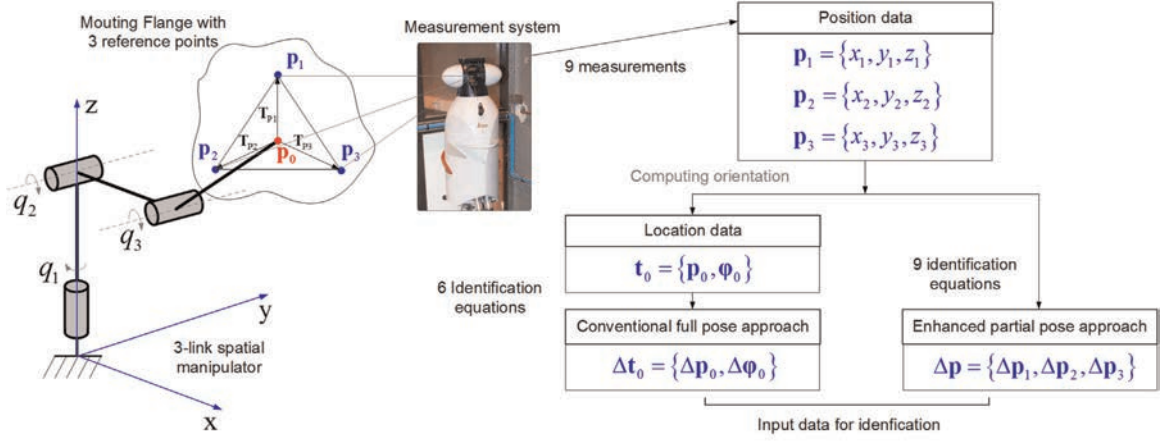 Mouting Flange with
3 reference points
p₁
T_P1
p₂
T_P2
T_P3
p₀
p₃
z
q₂
q₃
q₁
y
x
3-link spatial
manipulator
Measurement system
9 measurements
Position data
p₁ = {x₁, y₁, z₁}
p₂ = {x₂, y₂, z₂}
p₃ = {x₃, y₃, z₃}
Computing orientation
Location data
t₀ = {p₀, φ₀}
6 Identification
equations
9 identification
equations
Conventional full pose approach
Δt₀ = {Δp₀, Δφ₀}
Enhanced partial pose approach
Δp = {Δp₁, Δp₂, Δp₃}
Input data for idenfication